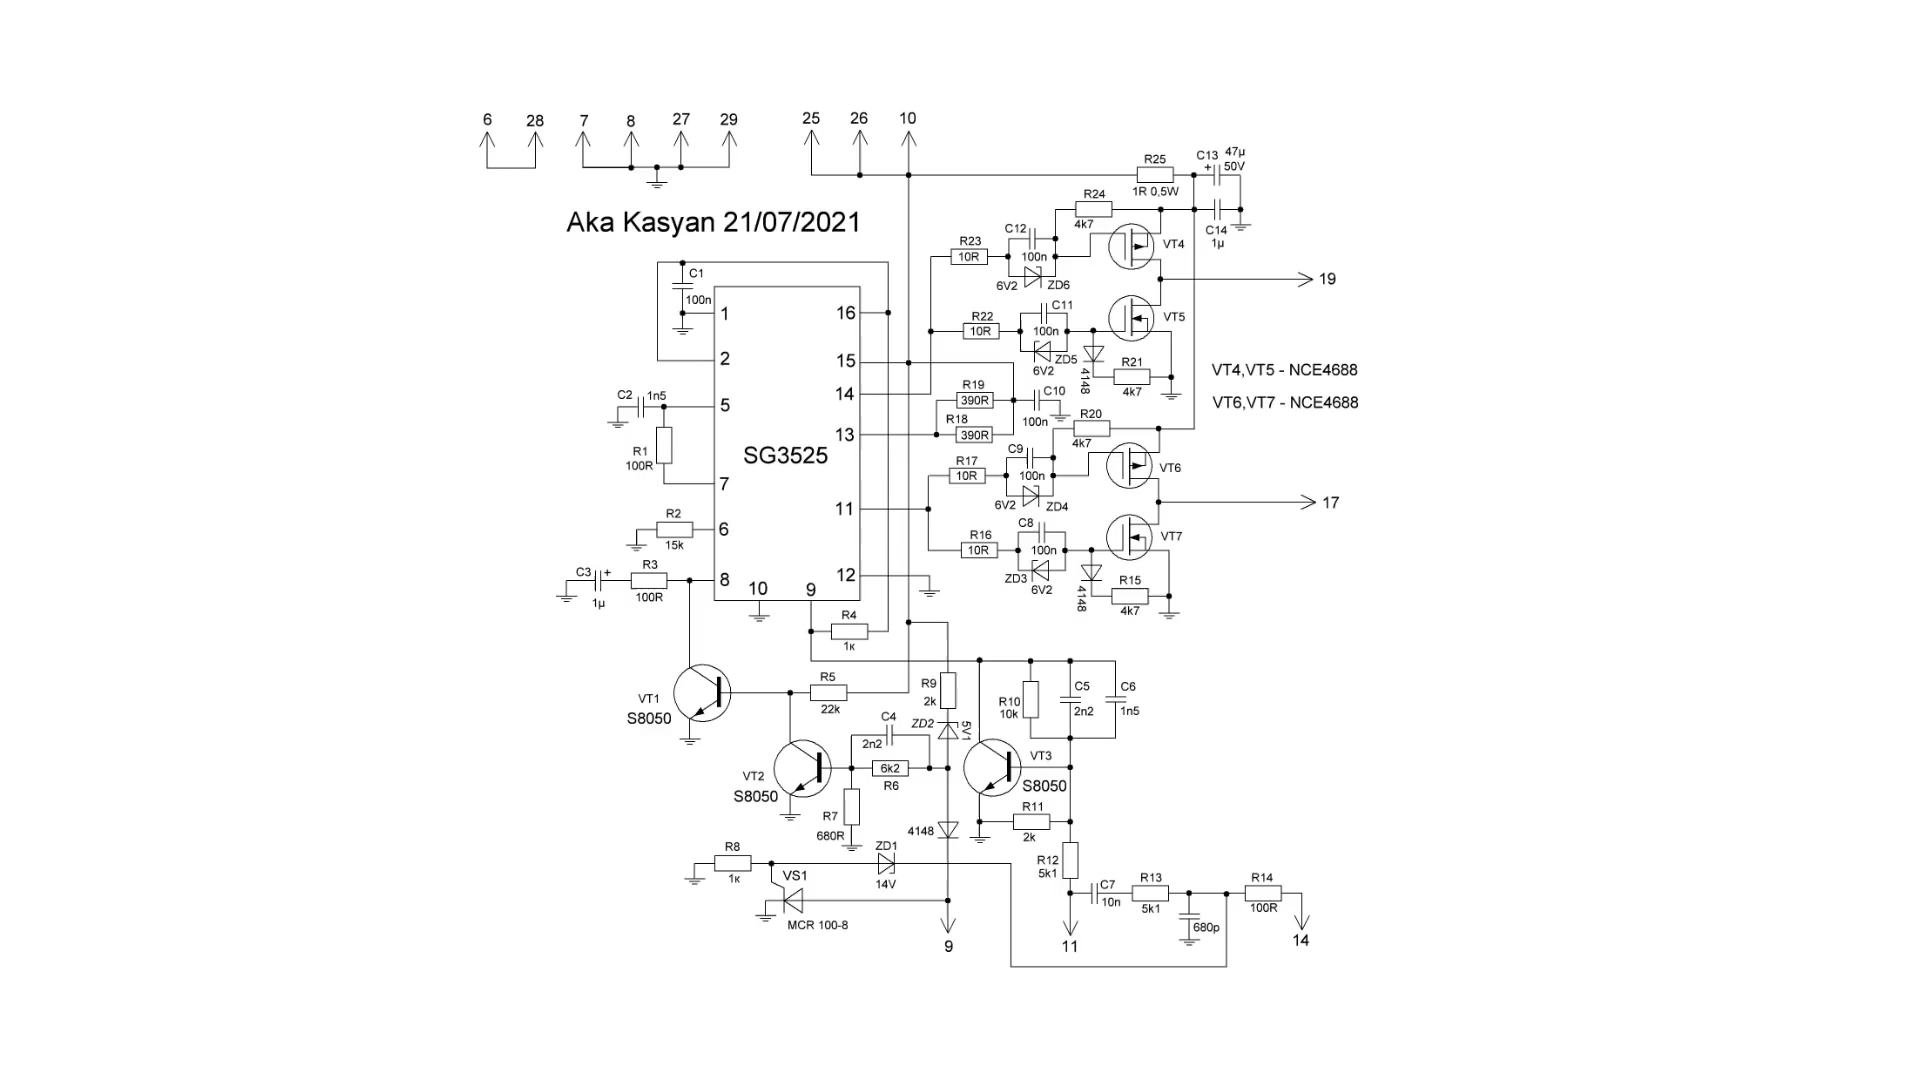 6 28 7 8 27 29 25 26 10
Aka Kasyan 21/07/2021
R25
1R 0,5W
C13 47µ
+ 50V
C14
1µ
R24
4k7
C12
100n
R23
10R
6V2 ZD6
VT4
19
C11
100n
R22
10R
ZD5
6V2
VT5
4148
R21
4k7
VT4,VT5 - NCE4688
VT6,VT7 - NCE4688
C1
100n
1
2
5
7
6
8
10
9
16
15
14
13
11
12
SG3525
C2 1n5
R1
100R
R2
15k
C3 +
1µ
R3
100R
R19
390R
R18
390R
C10
100n
R20
4k7
C9
100n
R17
10R
6V2 ZD4
VT6
17
C8
100n
R16
10R
ZD3
6V2
VT7
4148
R15
4k7
R4
1к
VT1
S8050
R5
22k
R9
2k
ZD2
5V1
C4
2n2
6k2
R6
VT2
S8050
R7
680R
4148
R10
10k
C5
2n2
C6
1n5
VT3
S8050
R11
2k
R12
5k1
R8
1к
ZD1
14V
VS1
MCR 100-8
C7
10n
R13
5k1
680p
R14
100R
9
11
14